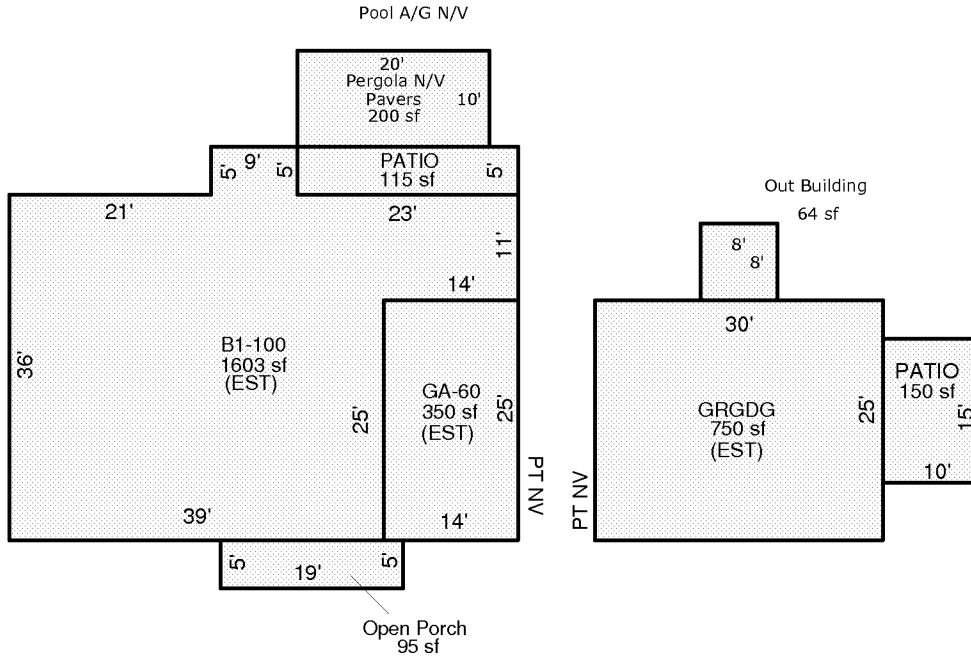 Pool A/G N/V
20'
Pergola N/V
Pavers
10'
200 sf
9'
5'
5'
PATIO
115 sf
5'
21'
23'
11'
14'
36'
B1-100
1603 sf
(EST)
25'
GA-60
350 sf
(EST)
25'
39'
14'
PT NV
5'
19'
5'
Open Porch
95 sf
Out Building
64 sf
8'
8'
30'
GRGDG
750 sf
(EST)
25'
PT NV
PATIO
150 sf
15'
10'